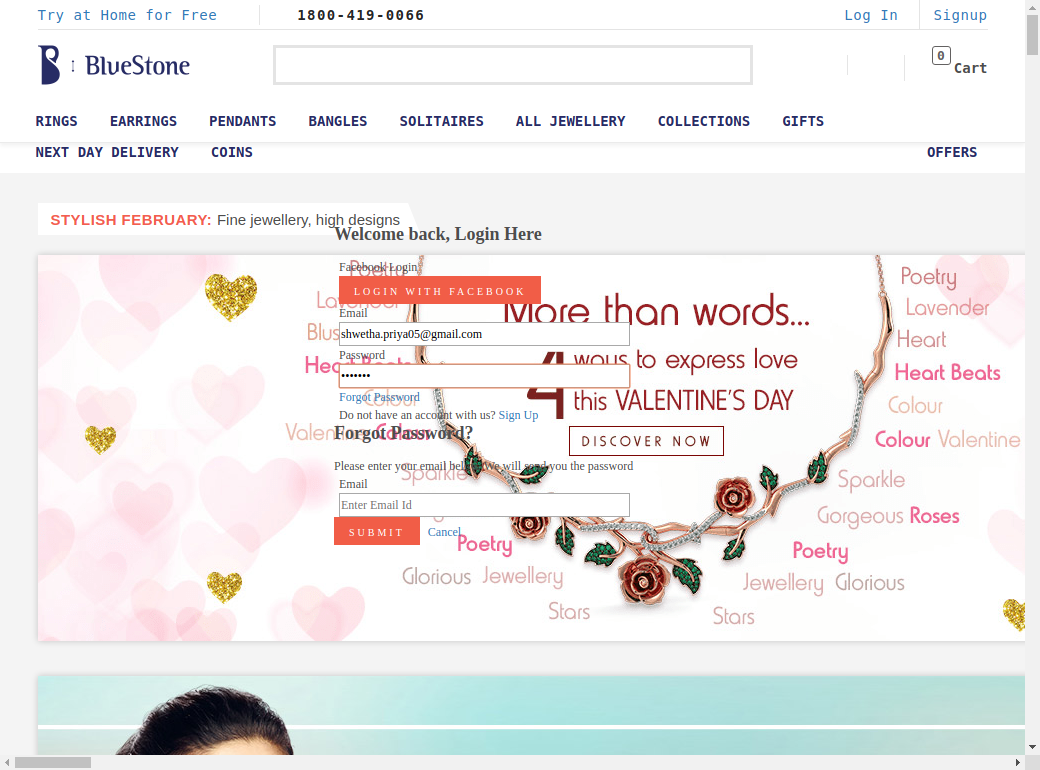 Try at Home for Free
1800-419-0066
Log In
Signup
BlueStone
0
Cart
RINGS EARRINGS PENDANTS BANGLES SOLITAIRES ALL JEWELLERY COLLECTIONS GIFTS
NEXT DAY DELIVERY COINS OFFERS
STYLISH FEBRUARY: Fine jewellery, high designs
Welcome back, Login Here
Facebook Login
LOGIN WITH FACEBOOK
Email
shwetha.priya05@gmail.com
Password
•••••••
Forgot Password
Do not have an account with us? Sign Up
Forgot Password?
Please enter your email below. We will send you the password
Email
Enter Email Id
SUBMIT Cancel
More than words...
4 ways to express love
this VALENTINE'S DAY
DISCOVER NOW
Poetry
Lavender
Heart Beats
Colour
Valentine Colour
Sparkle
Poetry
Glorious Jewellery
Stars
Poetry
Lavender
Heart
Heart Beats
Colour
Colour Valentine
Sparkle
Gorgeous Roses
Poetry
Jewellery Glorious
Stars